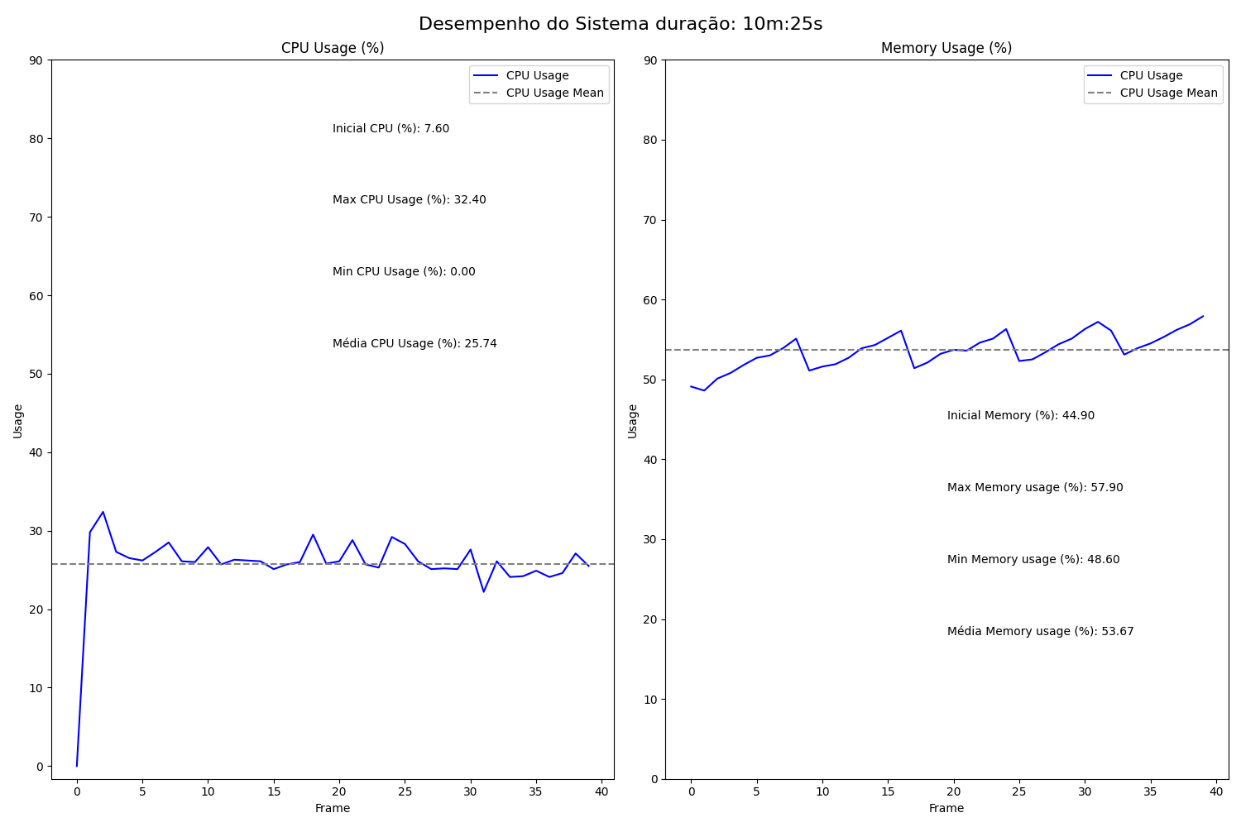 Desempenho do Sistema duração: 10m:25s
CPU Usage (%)
CPU Usage
CPU Usage Mean
Inicial CPU (%): 7.60
Max CPU Usage (%): 32.40
Min CPU Usage (%): 0.00
Média CPU Usage (%): 25.74
Usage
90
80
70
60
50
40
30
20
10
0
0 5 10 15 20 25 30 35 40
Frame
Memory Usage (%)
CPU Usage
CPU Usage Mean
Inicial Memory (%): 44.90
Max Memory usage (%): 57.90
Min Memory usage (%): 48.60
Média Memory usage (%): 53.67
Usage
90
80
70
60
50
40
30
20
10
0
0 5 10 15 20 25 30 35 40
Frame